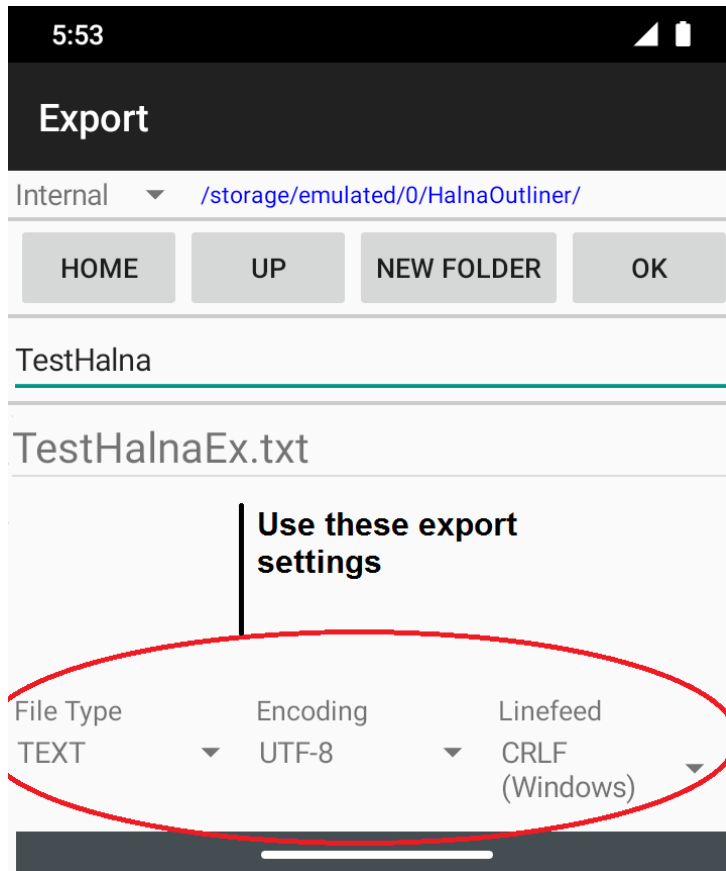 5:53
Export
Internal /storage/emulated/0/HalnaOutliner/
HOME UP NEW FOLDER OK
TestHalna
TestHalnaEx.txt
Use these export
settings
File Type Encoding Linefeed
TEXT UTF-8 CRLF
(Windows)